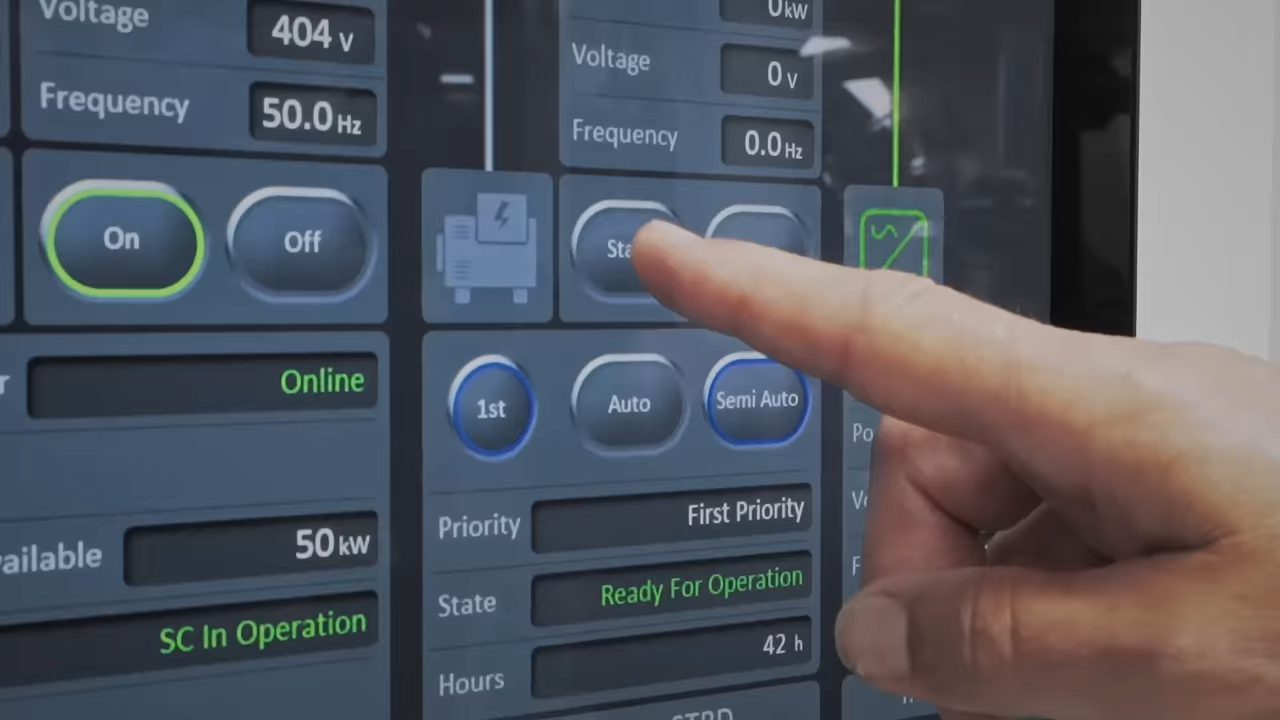 Voltage
404 V
Frequency
50.0 Hz
On
Off
Online
50 kW
SC In Operation
0 kW
Voltage
0 V
Frequency
0.0 Hz
1st
Auto
Semi Auto
Priority
First Priority
State
Ready For Operation
Hours
42 h